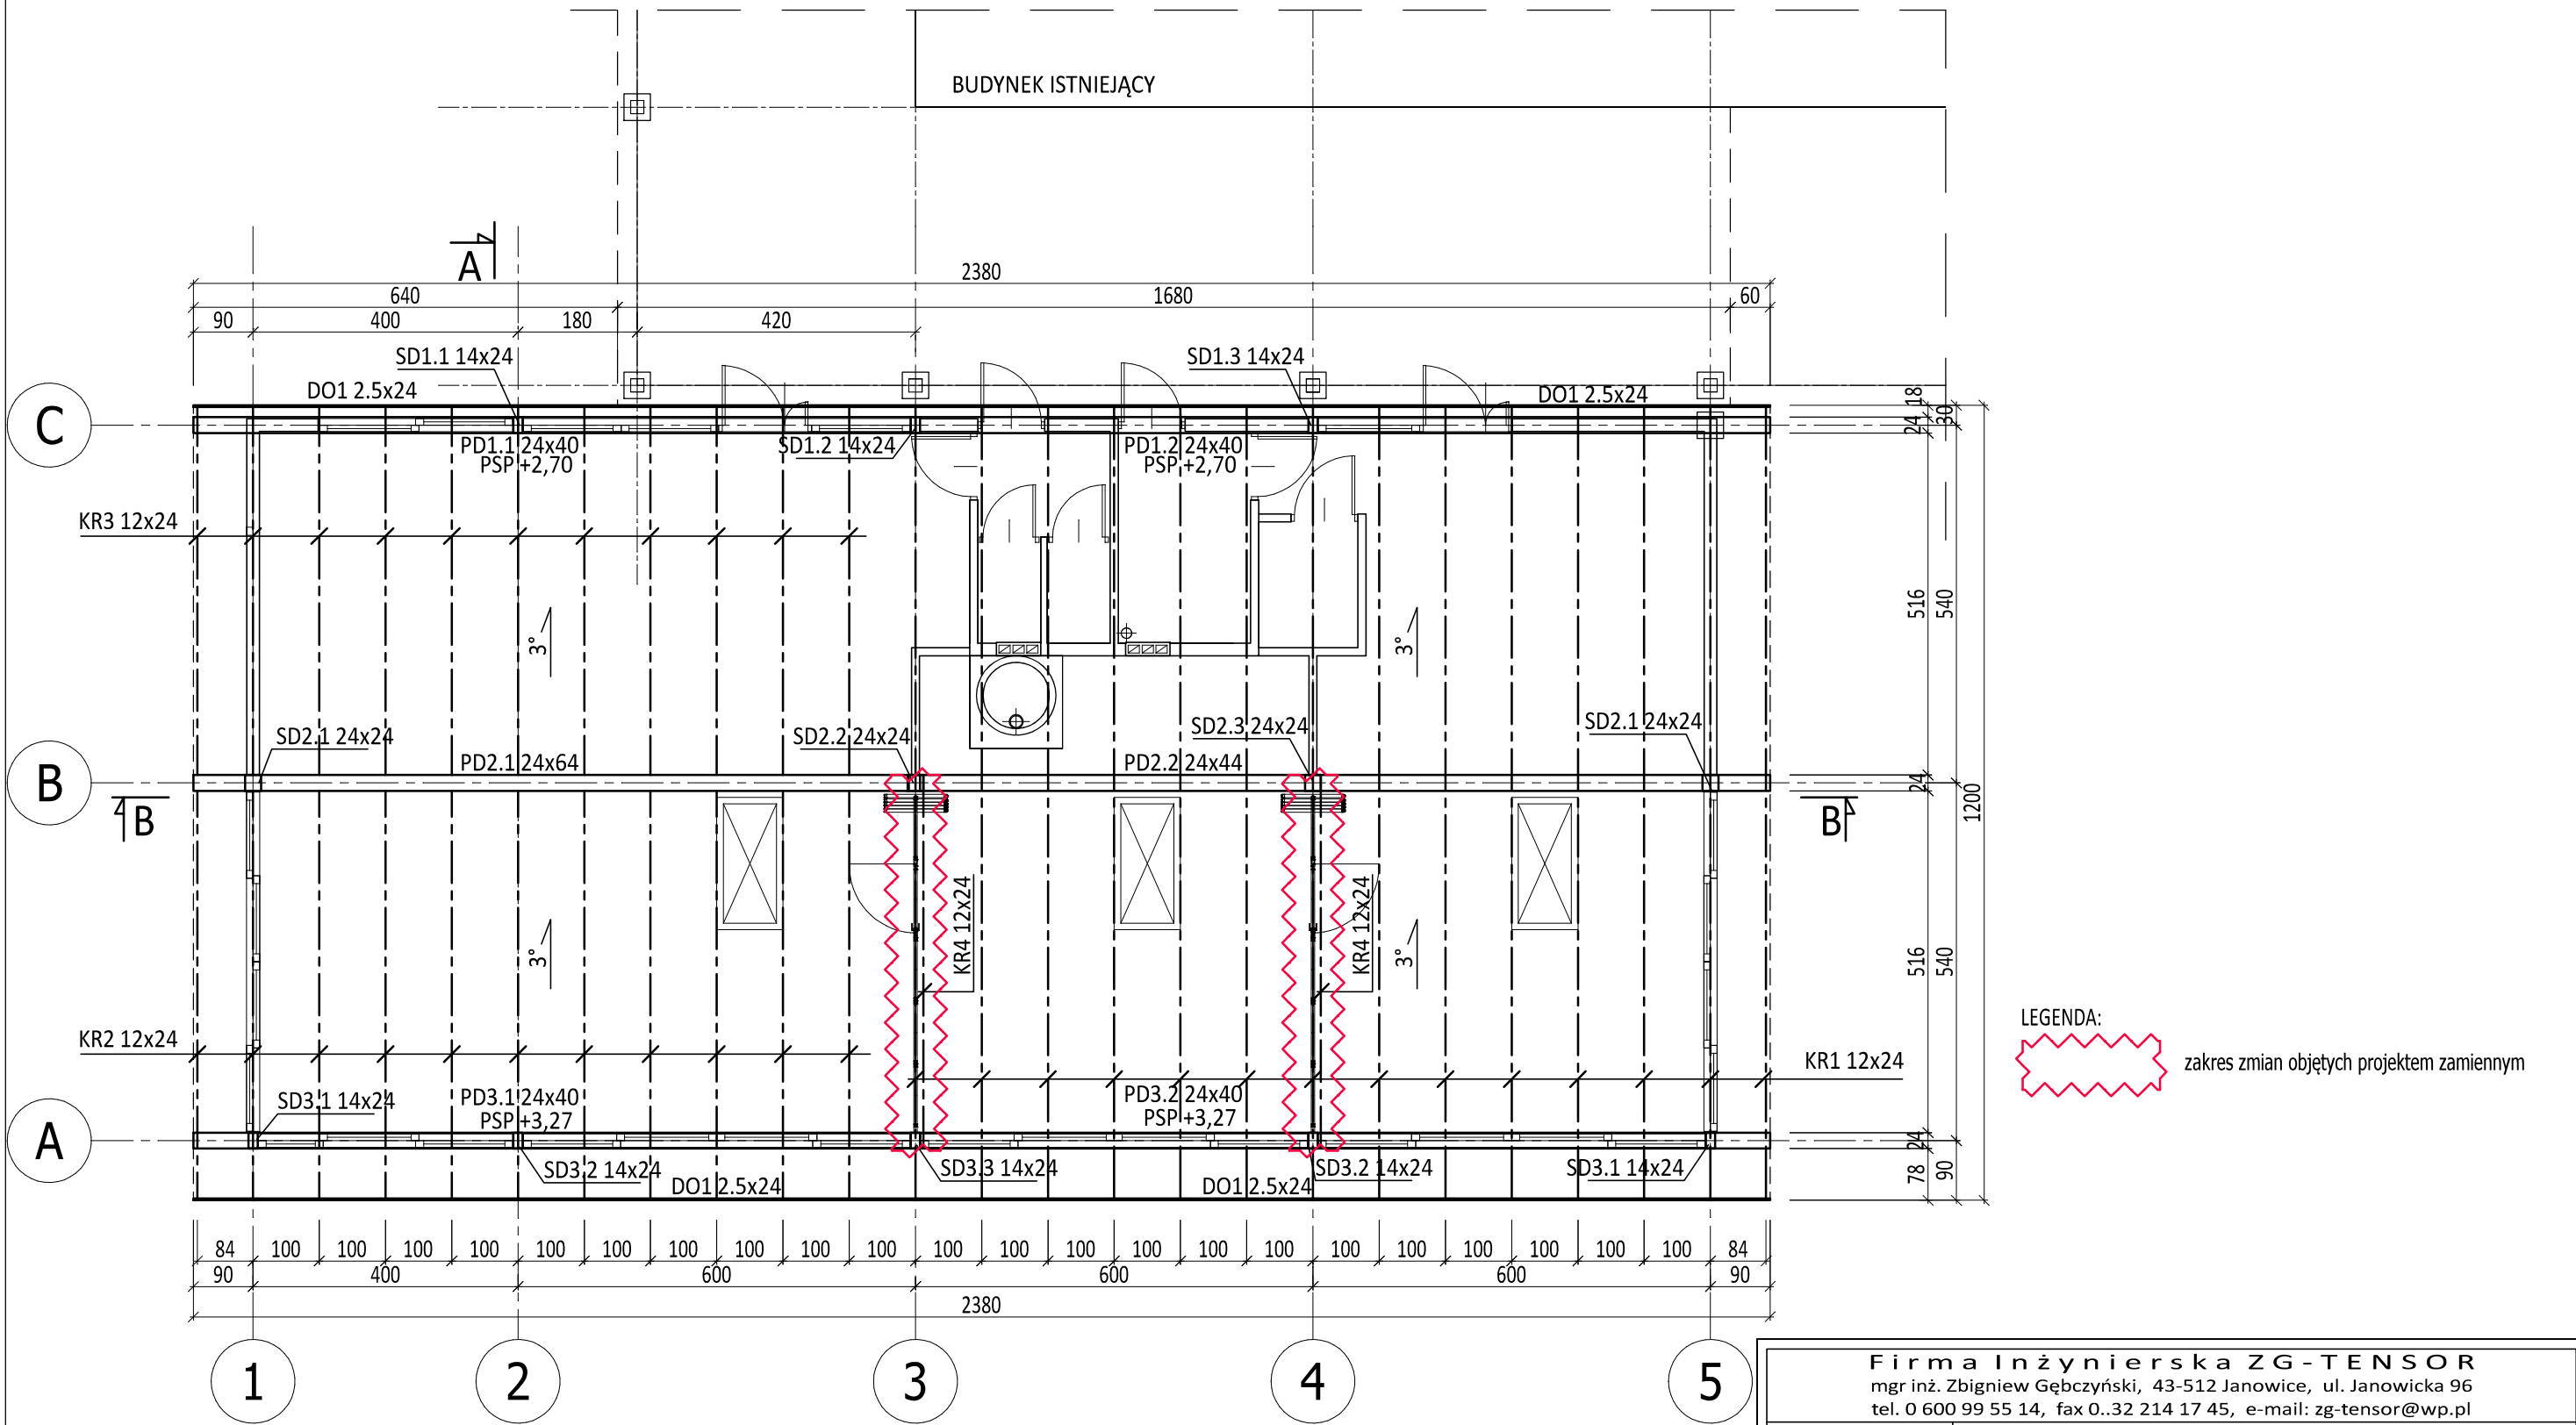 BUDYNEK ISTNIEJĄCY
A
2380
640 1680 60
90 400 180 420
SD1.1 14x24 SD1.3 14x24
DO1 2.5x24 DO1 2.5x24
C
PD1.1 24x40 SD1.2 14x24 PD1.2 24x40
PSP +2,70 PSP +2,70
18
24
30
KR3 12x24
3° 3°
516 540
SD2.1 24x24 SD2.2 24x24 SD2.3 24x24 SD2.1 24x24
PD2.1 24x64 PD2.2 24x44
B
24
1200
B B
KR4 12x24 KR4 12x24
3° 3°
516 540
LEGENDA:
zakres zmian objętych projektem zamiennym
KR2 12x24
KR1 12x24
SD3.1 14x24 PD3.1 24x40 PD3.2 24x40
PSP +3,27 PSP +3,27
A
24
SD3.2 14x24 SD3.3 14x24 SD3.2 14x24 SD3.1 14x24
78 90
DO1 2.5x24 DO1 2.5x24
84 100 100 100 100 100 100 100 100 100 100 100 100 100 100 100 100 100 100 100 100 100 100 84
90 400 600 600 600 90
2380
1 2 3 4 5
Firma Inżynierska ZG-TENSOR
mgr inż. Zbigniew Gębczyński, 43-512 Janowice, ul. Janowicka 96
tel. 0 600 99 55 14, fax 0..32 214 17 45, e-mail: zg-tensor@wp.pl